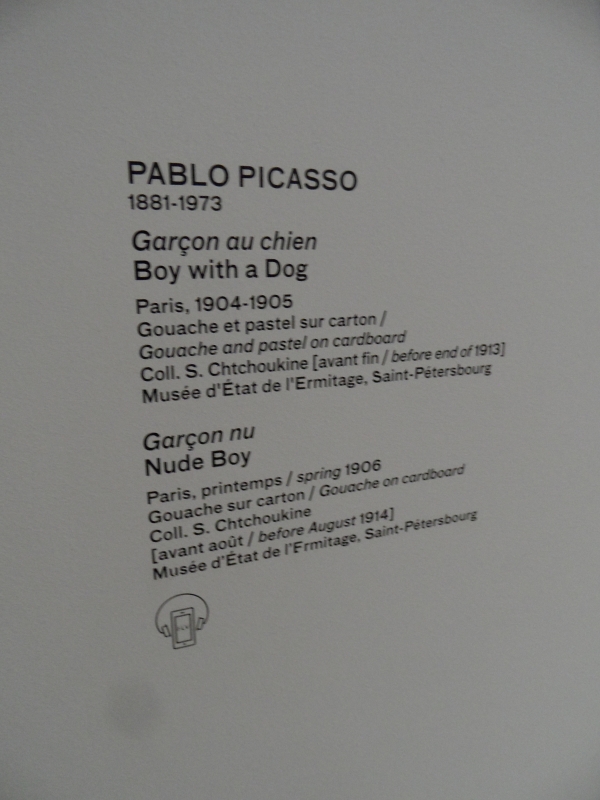 PABLO PICASSO
1881-1973
Garçon au chien
Boy with a Dog
Paris, 1904-1905
Gouache et pastel sur carton /
Gouache and pastel on cardboard
Coll. S. Chtchoukine [avant fin / before end of 1913]
Musée d'État de l'Ermitage, Saint-Pétersbourg
Garçon nu
Nude Boy
Paris, printemps / spring 1906
Gouache sur carton / Gouache on cardboard
Coll. S. Chtchoukine
[avant août / before August 1914]
Musée d'État de l'Ermitage, Saint-Pétersbourg